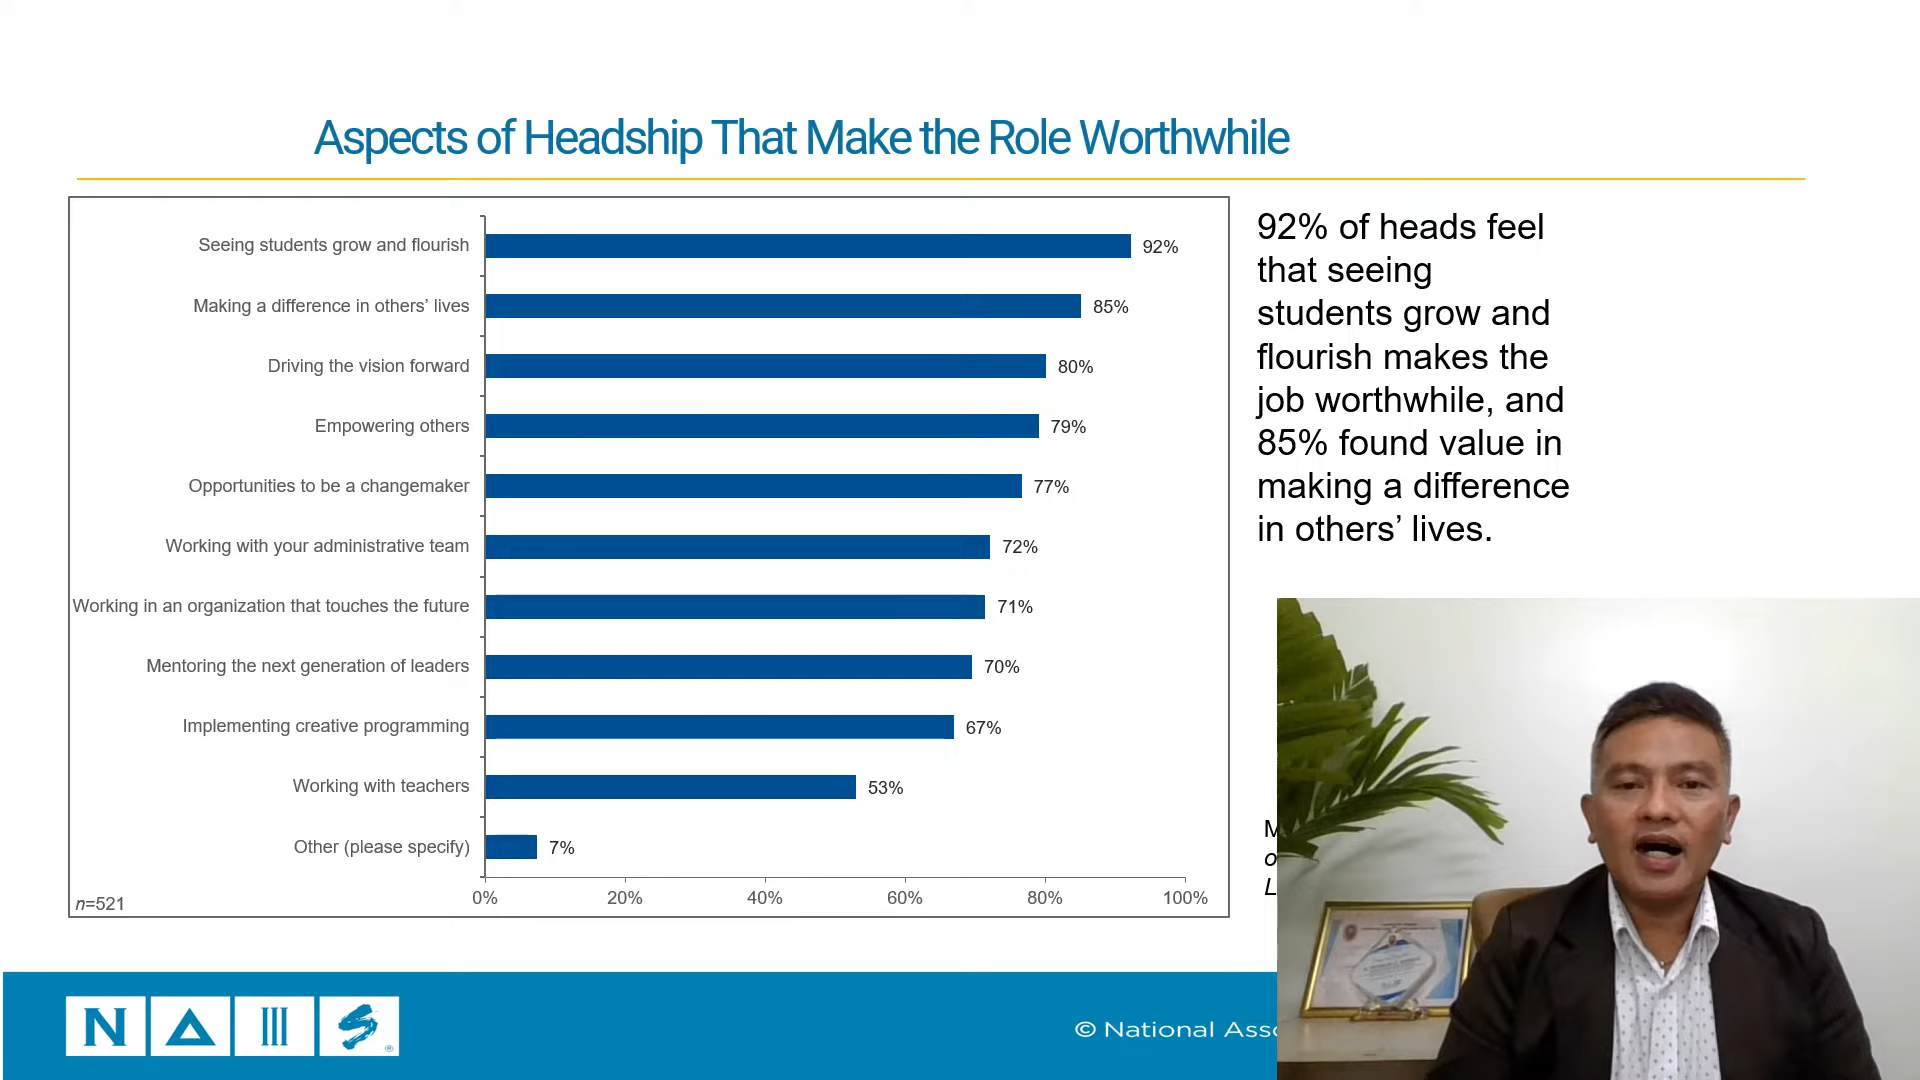 Aspects of Headship That Make the Role Worthwhile
Seeing students grow and flourish 92%
Making a difference in others’ lives 85%
Driving the vision forward 80%
Empowering others 79%
Opportunities to be a changemaker 77%
Working with your administrative team 72%
Working in an organization that touches the future 71%
Mentoring the next generation of leaders 70%
Implementing creative programming 67%
Working with teachers 53%
Other (please specify) 7%
0% 20% 40% 60% 80% 100%
n=521
92% of heads feel
that seeing
students grow and
flourish makes the
job worthwhile, and
85% found value in
making a difference
in others’ lives.
NAIS®
© National